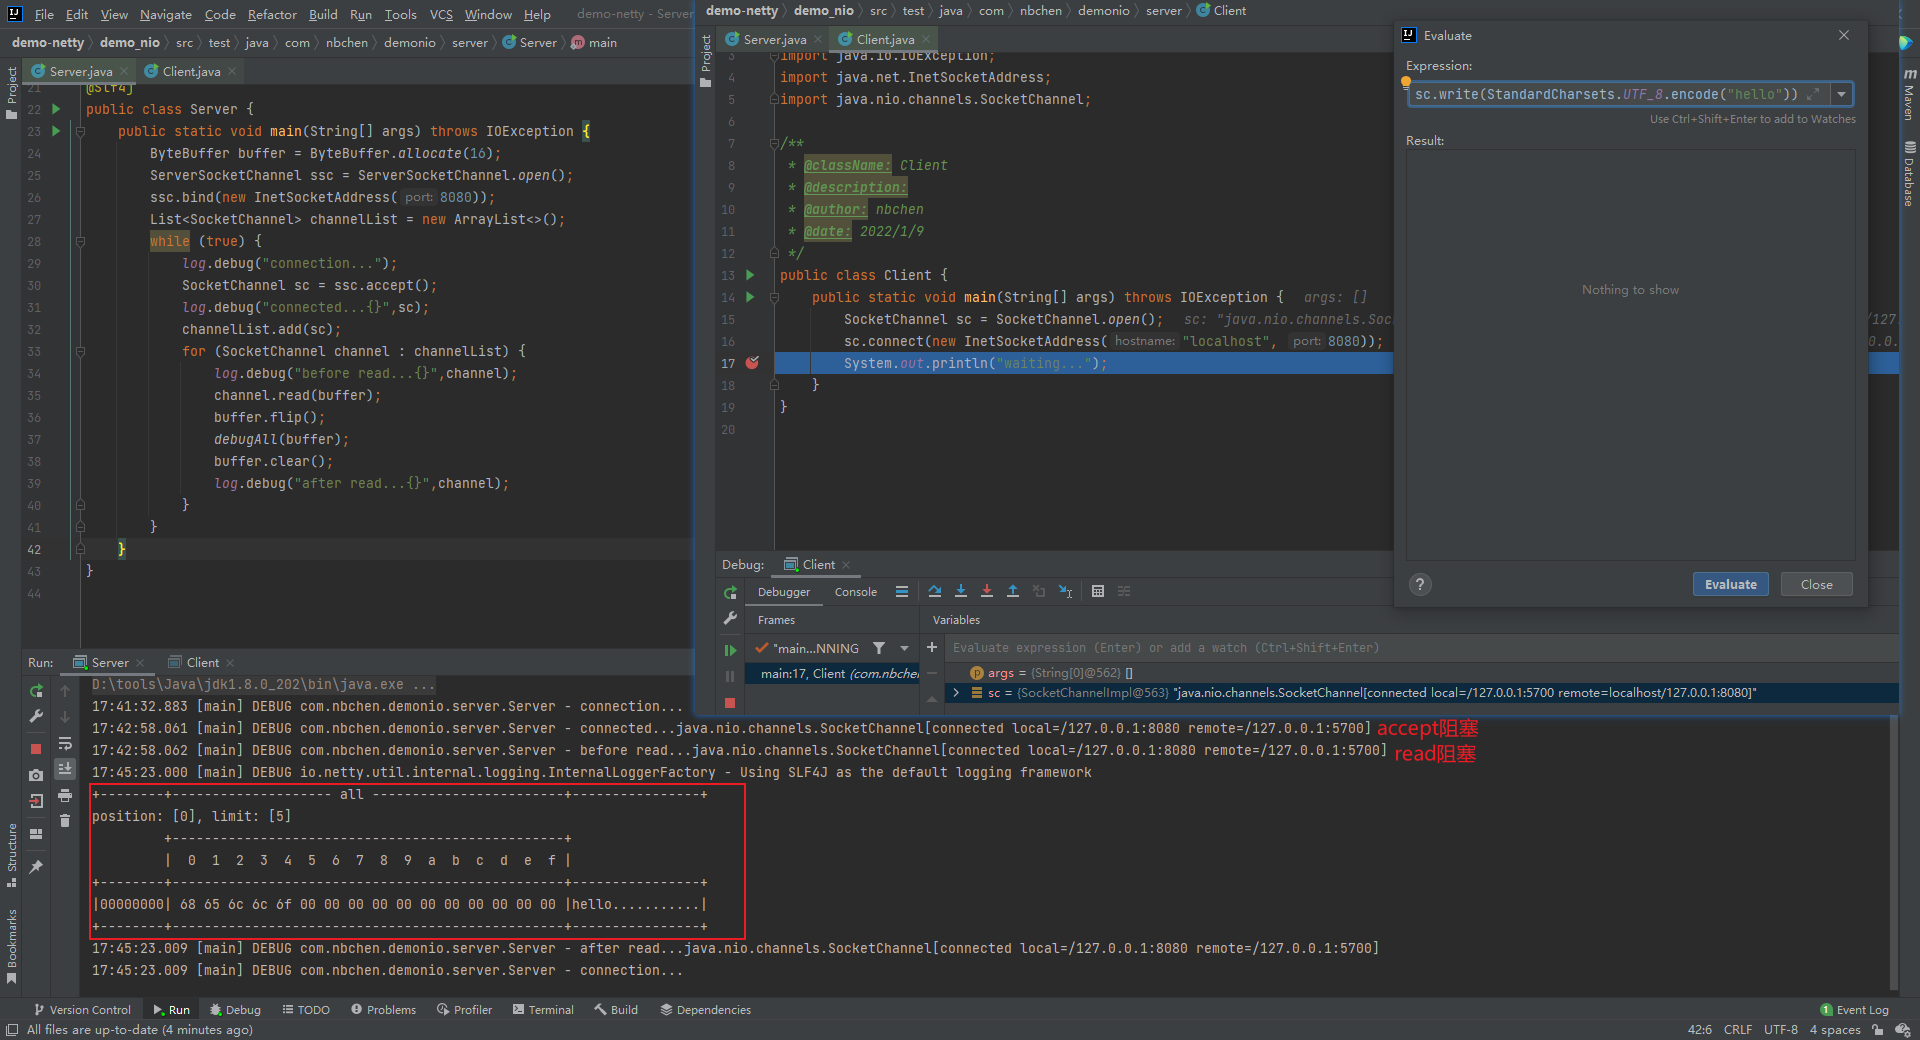 File Edit View Navigate Code Refactor Build Run Tools VCS Window Help demo-netty - Server
demo-netty demo_nio src test java com nbchen demonio server Server main
Project
Server.java
Client.java
21 @Slf4j
22 public class Server {
23 public static void main(String[] args) throws IOException {
24 ByteBuffer buffer = ByteBuffer.allocate(16);
25 ServerSocketChannel ssc = ServerSocketChannel.open();
26 ssc.bind(new InetSocketAddress( port: 8080));
27 List<SocketChannel> channelList = new ArrayList<>();
28 while (true) {
29 log.debug("connection...");
30 SocketChannel sc = ssc.accept();
31 log.debug("connected...{}",sc);
32 channelList.add(sc);
33 for (SocketChannel channel : channelList) {
34 log.debug("before read...{}",channel);
35 channel.read(buffer);
36 buffer.flip();
37 debugAll(buffer);
38 buffer.clear();
39 log.debug("after read...{}",channel);
40 }
41 }
42 }
43 }
44
demo-netty demo_nio src test java com nbchen demonio server Client
Project
Server.java
Client.java
3 import java.io.IOException;
4 import java.net.InetSocketAddress;
5 import java.nio.channels.SocketChannel;
6
7 /**
8 * @className: Client
9 * @description:
10 * @author: nbchen
11 * @date: 2022/1/9
12 */
13 public class Client {
14 public static void main(String[] args) throws IOException { args: []
15 SocketChannel sc = SocketChannel.open(); sc: "java.nio.channels.Soc
16 sc.connect(new InetSocketAddress( hostname: "localhost", port: 8080));
17 System.out.println("waiting...");
18 }
19 }
20
Evaluate
Expression:
sc.write(StandardCharsets.UTF_8.encode("hello"))
Use Ctrl+Shift+Enter to add to Watches
Result:
Nothing to show
? Evaluate Close
m Maven
Database
Debug: Client
Debugger Console
Frames
Variables
"main...NNING
Evaluate expression (Enter) or add a watch (Ctrl+Shift+Enter)
main:17, Client (com.nbche
args = {String[0]@562} []
sc = {SocketChannelImpl@563} "java.nio.channels.SocketChannel[connected local=/127.0.0.1:5700 remote=localhost/127.0.0.1:8080]"
Run: Server Client
D:\tools\Java\jdk1.8.0_202\bin\java.exe ...
17:41:32.883 [main] DEBUG com.nbchen.demonio.server.Server - connection...
17:42:58.061 [main] DEBUG com.nbchen.demonio.server.Server - connected...java.nio.channels.SocketChannel[connected local=/127.0.0.1:8080 remote=/127.0.0.1:5700] accept阻塞
17:42:58.062 [main] DEBUG com.nbchen.demonio.server.Server - before read...java.nio.channels.SocketChannel[connected local=/127.0.0.1:8080 remote=/127.0.0.1:5700] read阻塞
17:45:23.000 [main] DEBUG io.netty.util.internal.logging.InternalLoggerFactory - Using SLF4J as the default logging framework
+--------+-------------------- all ------------------------+----------------+
position: [0], limit: [5]
+-------------------------------------------------+
| 0 1 2 3 4 5 6 7 8 9 a b c d e f |
+--------+-------------------------------------------------+----------------+
|00000000| 68 65 6c 6c 6f 00 00 00 00 00 00 00 00 00 00 00 |hello...........|
+--------+-------------------------------------------------+----------------+
17:45:23.009 [main] DEBUG com.nbchen.demonio.server.Server - after read...java.nio.channels.SocketChannel[connected local=/127.0.0.1:8080 remote=/127.0.0.1:5700]
17:45:23.009 [main] DEBUG com.nbchen.demonio.server.Server - connection...
Structure
Bookmarks
Version Control Run Debug TODO Problems Profiler Terminal Build Dependencies 1 Event Log
All files are up-to-date (4 minutes ago) 42:6 CRLF UTF-8 4 spaces